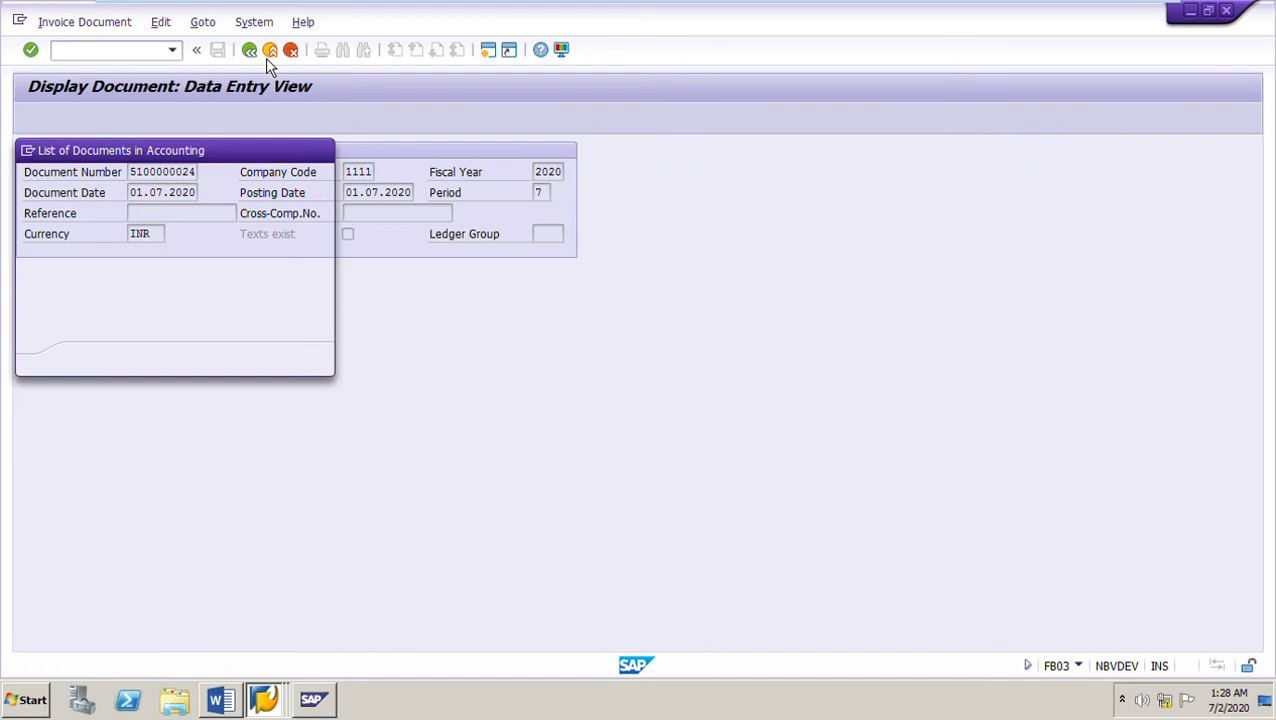 Invoice Document Edit Goto System Help
Display Document: Data Entry View
List of Documents in Accounting
Document Number 5100000024 Company Code 1111 Fiscal Year 2020
Document Date 01.07.2020 Posting Date 01.07.2020 Period 7
Reference Cross-Comp.No.
Currency INR Texts exist Ledger Group
SAP FB03 NBVDEV INS
Start SAP 1:28 AM
7/2/2020